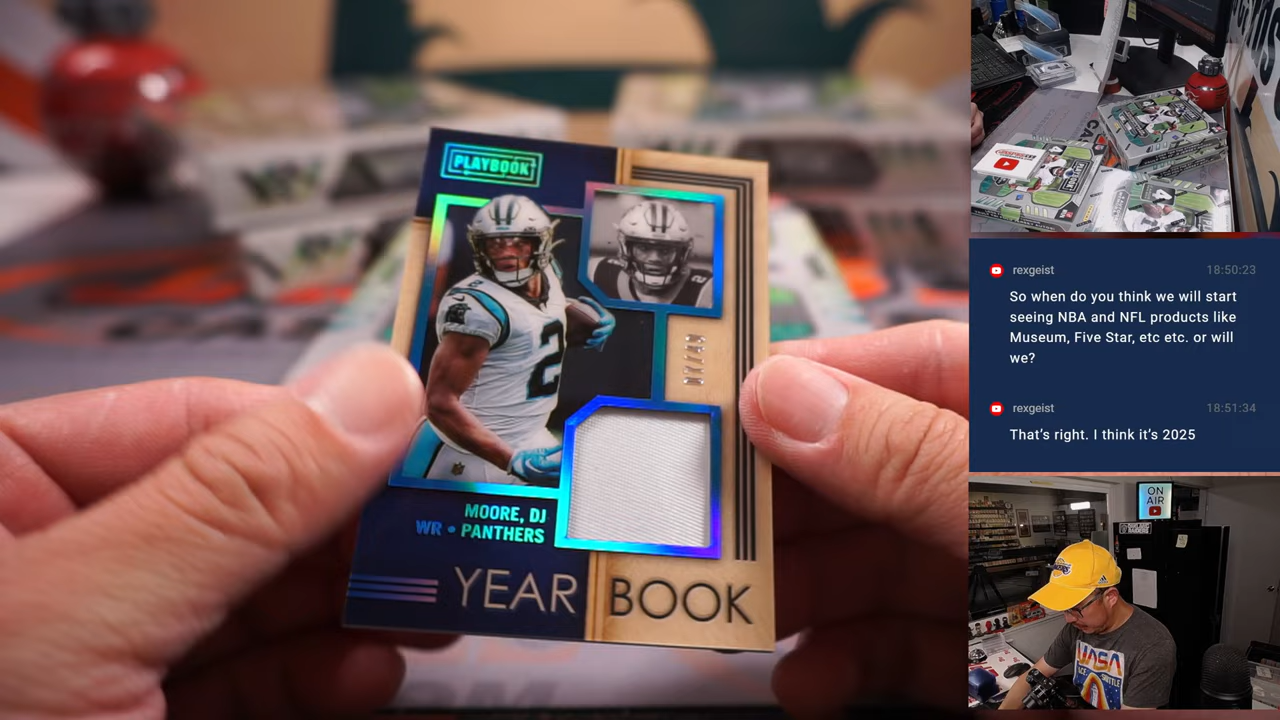 PLAYBOOK
2
2
MOORE, DJ
WR • PANTHERS
YEAR BOOK
rexgeist 18:50:23
So when do you think we will start
seeing NBA and NFL products like
Museum, Five Star, etc etc. or will
we?
rexgeist 18:51:34
That's right. I think it's 2025
ON
AIR